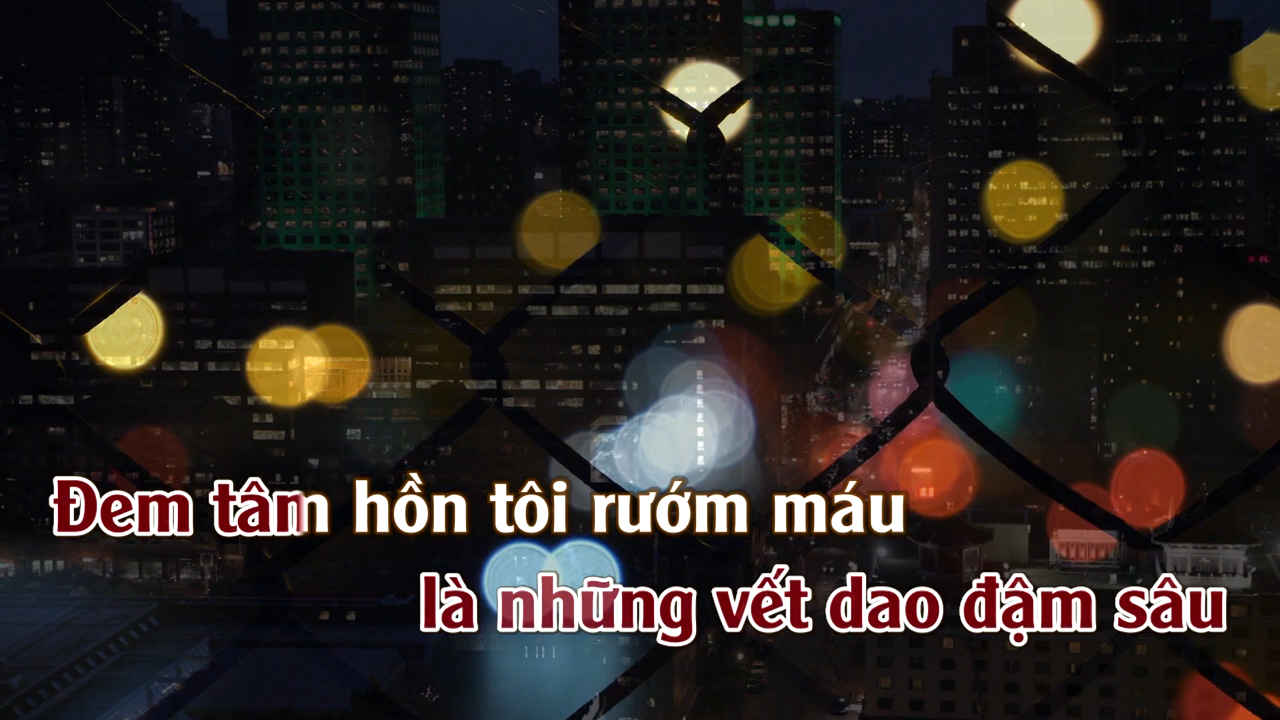 Đem tâm hồn tôi rướm máu
là những vết dao đậm sâu